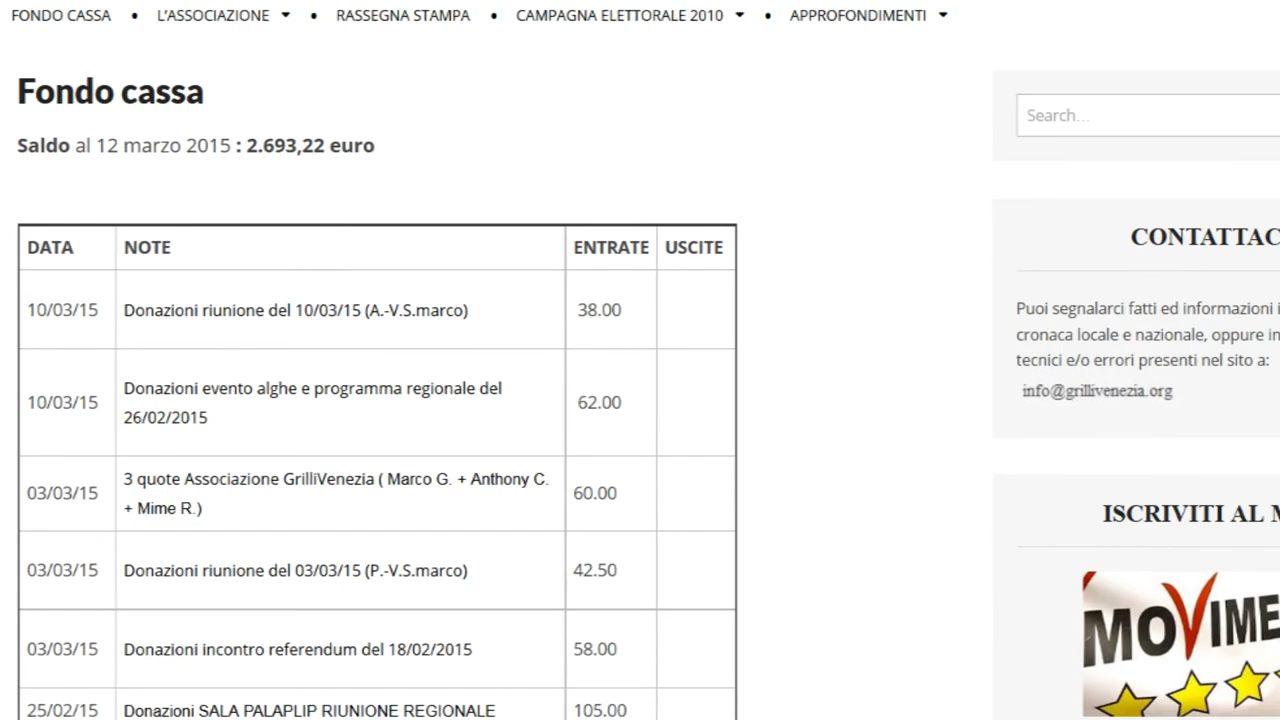 FONDO CASSA • L'ASSOCIAZIONE • RASSEGNA STAMPA • CAMPAGNA ELETTORALE 2010 • APPROFONDIMENTI
Fondo cassa
Saldo al 12 marzo 2015 : 2.693,22 euro
DATA NOTE ENTRATE USCITE
10/03/15 Donazioni riunione del 10/03/15 (A.-V.S.marco) 38.00
10/03/15 Donazioni evento alghe e programma regionale del
26/02/2015 62.00
03/03/15 3 quote Associazione GrilliVenezia ( Marco G. + Anthony C.
+ Mime R.) 60.00
03/03/15 Donazioni riunione del 03/03/15 (P.-V.S.marco) 42.50
03/03/15 Donazioni incontro referendum del 18/02/2015 58.00
25/02/15 Donazioni SALA PALAPLIP RIUNIONE REGIONALE 105.00
Search...
CONTATTAC
Puoi segnalarci fatti ed informazioni i
cronaca locale e nazionale, oppure in
tecnici e/o errori presenti nel sito a:
info@grillivenezia.org
ISCRIVITI AL M
MOVIME